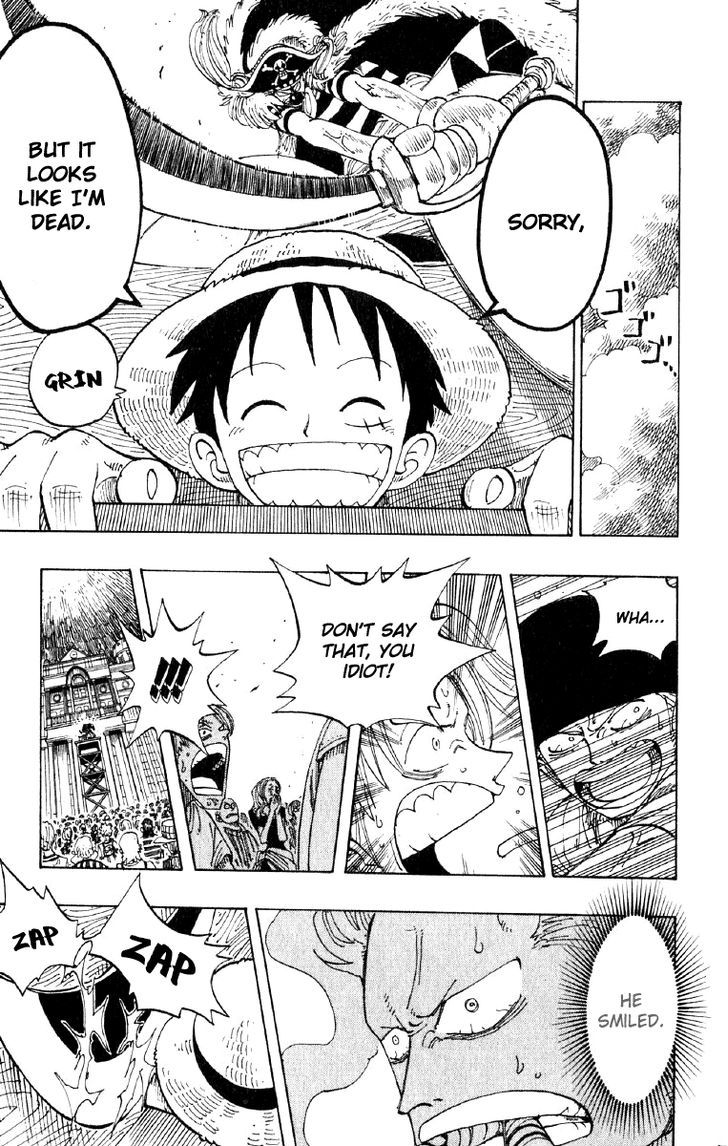 ゴ
ゴ
ゴ
SORRY,
BUT IT
LOOKS
LIKE I'M
DEAD.
GRIN
WHA...
DON'T SAY
THAT, YOU
IDIOT!
!!!!
HE
SMILED.
ZAP
ZAP